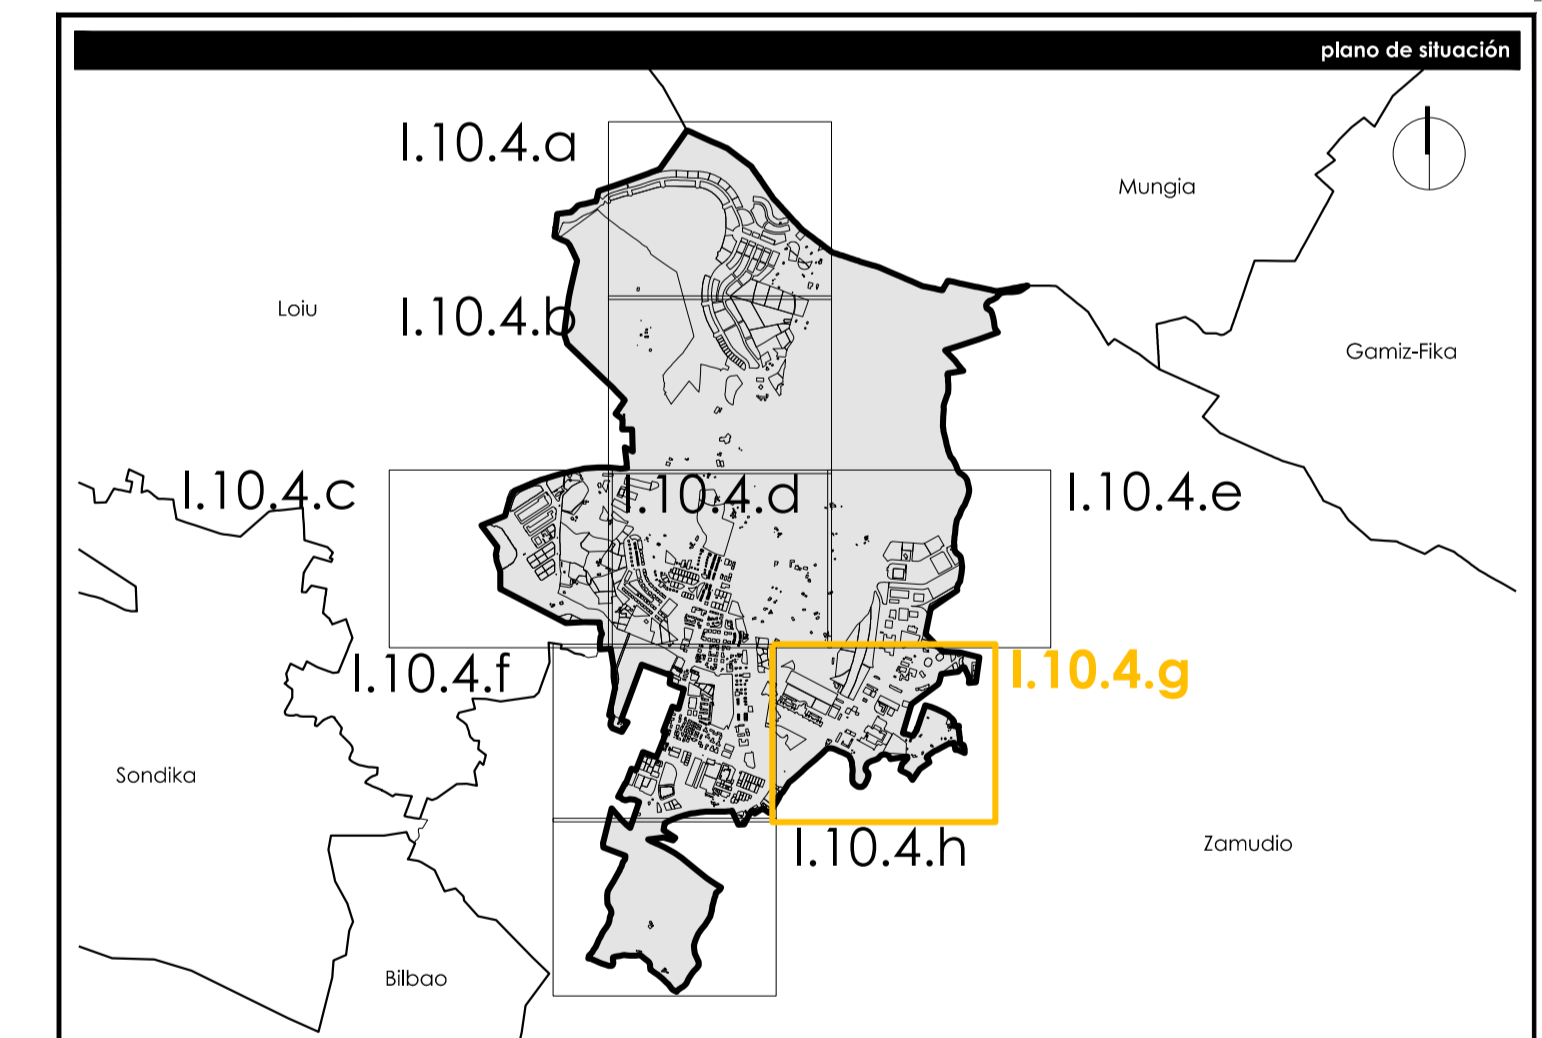 plano de situación
I.10.4.a
Mungia
Loiu
I.10.4.b
Gamiz-Fika
I.10.4.c
I.10.4.d
I.10.4.e
I.10.4.f
I.10.4.g
Sondika
I.10.4.h
Zamudio
Bilbao